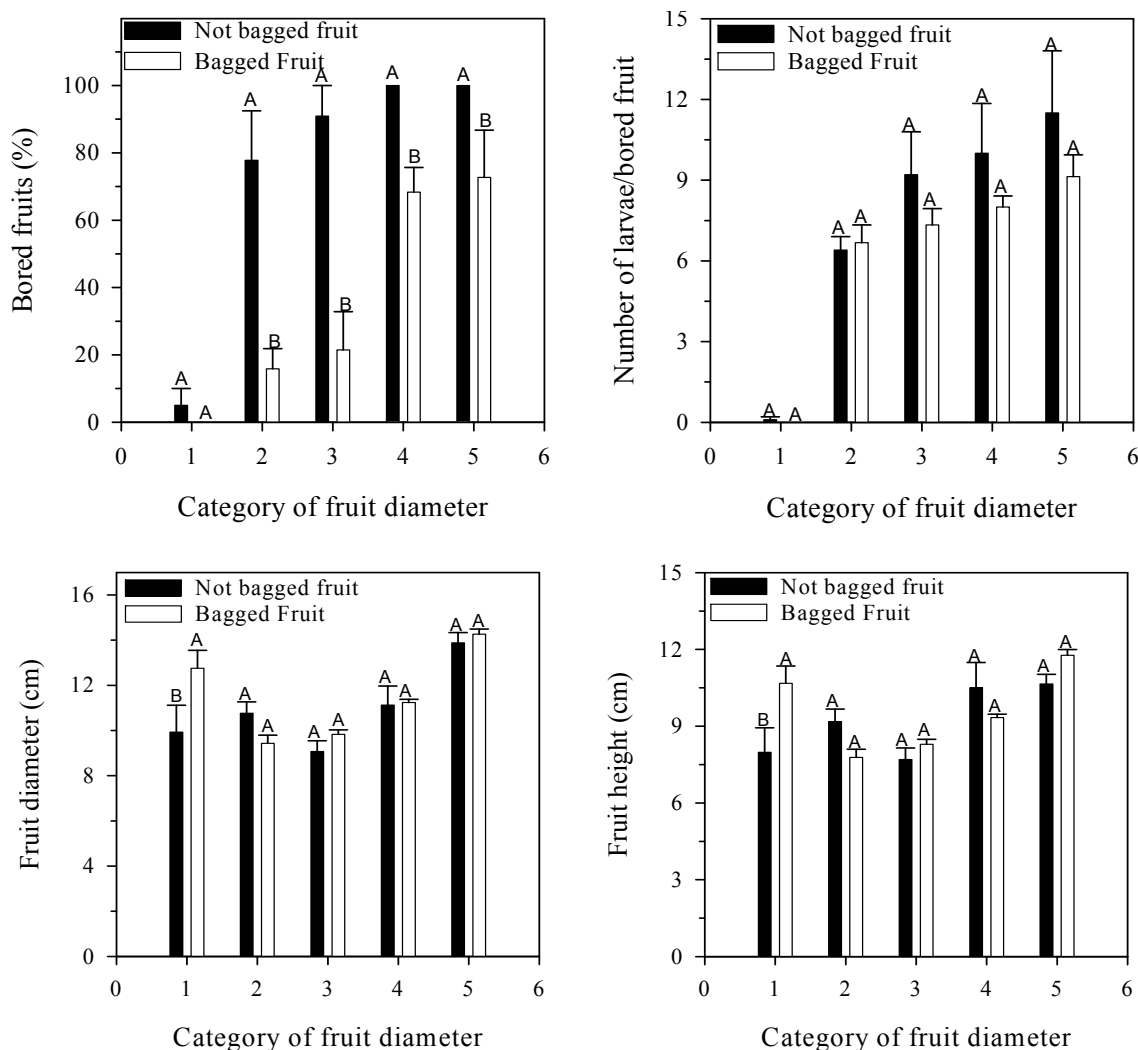 Not bagged fruit
Bagged Fruit
Bored fruits (%)
100
80
60
40
20
0
A
A
A
B
A
B
A
B
A
B
0 1 2 3 4 5 6
Category of fruit diameter
Not bagged fruit
Bagged Fruit
Number of larvae/bored fruit
15
12
9
6
3
0
A
A
A
A
A
A
A
A
A
A
0 1 2 3 4 5 6
Category of fruit diameter
Not bagged fruit
Bagged Fruit
Fruit diameter (cm)
16
12
8
4
0
B
A
A
A
A
A
A
A
A
A
0 1 2 3 4 5 6
Category of fruit diameter
Not bagged fruit
Bagged Fruit
Fruit height (cm)
15
12
9
6
3
0
B
A
A
A
A
A
A
A
A
A
0 1 2 3 4 5 6
Category of fruit diameter